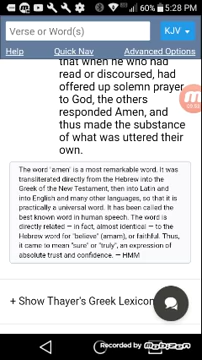 60% 5:28 PM
Verse or Word(s)
KJV
Help Quick Nav Advanced Options
that when he who had
read or discoursed, had
offered up solemn prayer
to God, the others
responded Amen, and
thus made the substance
of what was uttered their
own.
The word 'amen' is a most remarkable word. It was
transliterated directly from the Hebrew into the
Greek of the New Testament, then into Latin and
into English and many other languages, so that it is
practically a universal word. It has been called the
best known word in human speech. The word is
directly related — in fact, almost identical — to the
Hebrew word for "believe" (amam), or faithful. Thus,
it came to mean "sure" or "truly", an expression of
absolute trust and confidence. — HMM
+ Show Thayer's Greek Lexicon
Recorded by